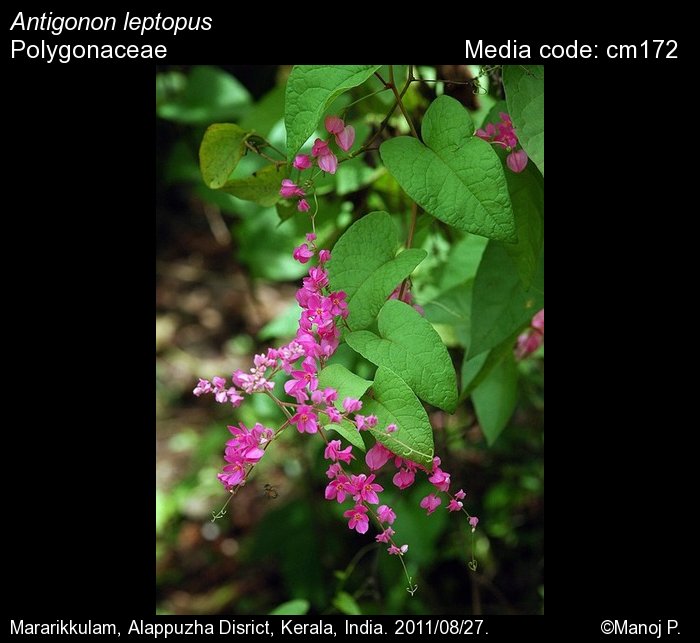 Antigonon leptopus
Polygonaceae Media code: cm172
Mararikkulam, Alappuzha Disrict, Kerala, India. 2011/08/27. ©Manoj P.